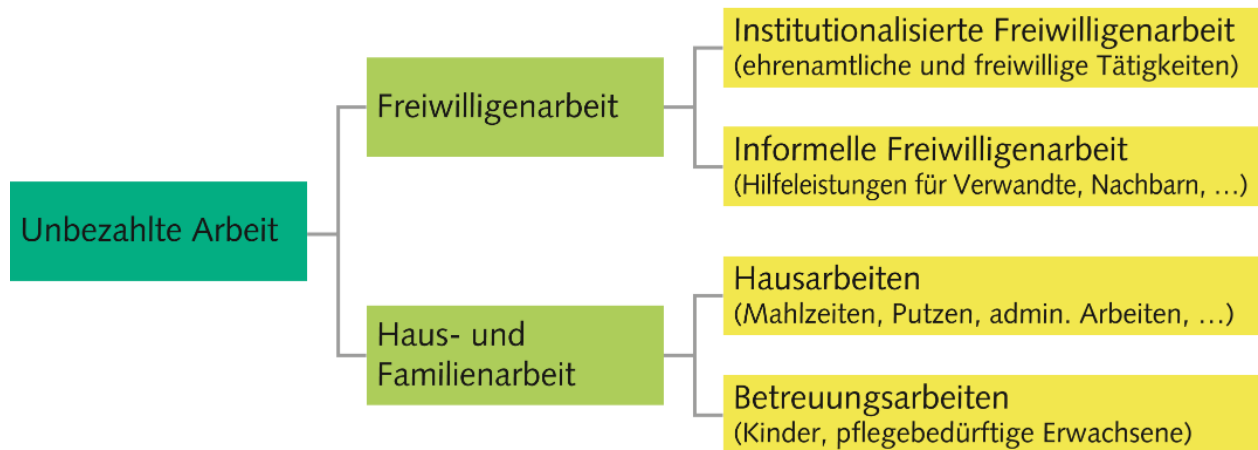 Unbezahlte Arbeit
Freiwilligenarbeit
Institutionalisierte Freiwilligenarbeit
(ehrenamtliche und freiwillige Tätigkeiten)
Informelle Freiwilligenarbeit
(Hilfeleistungen für Verwandte, Nachbarn, …)
Haus- und
Familienarbeit
Hausarbeiten
(Mahlzeiten, Putzen, admin. Arbeiten, …)
Betreuungsarbeiten
(Kinder, pflegebedürftige Erwachsene)